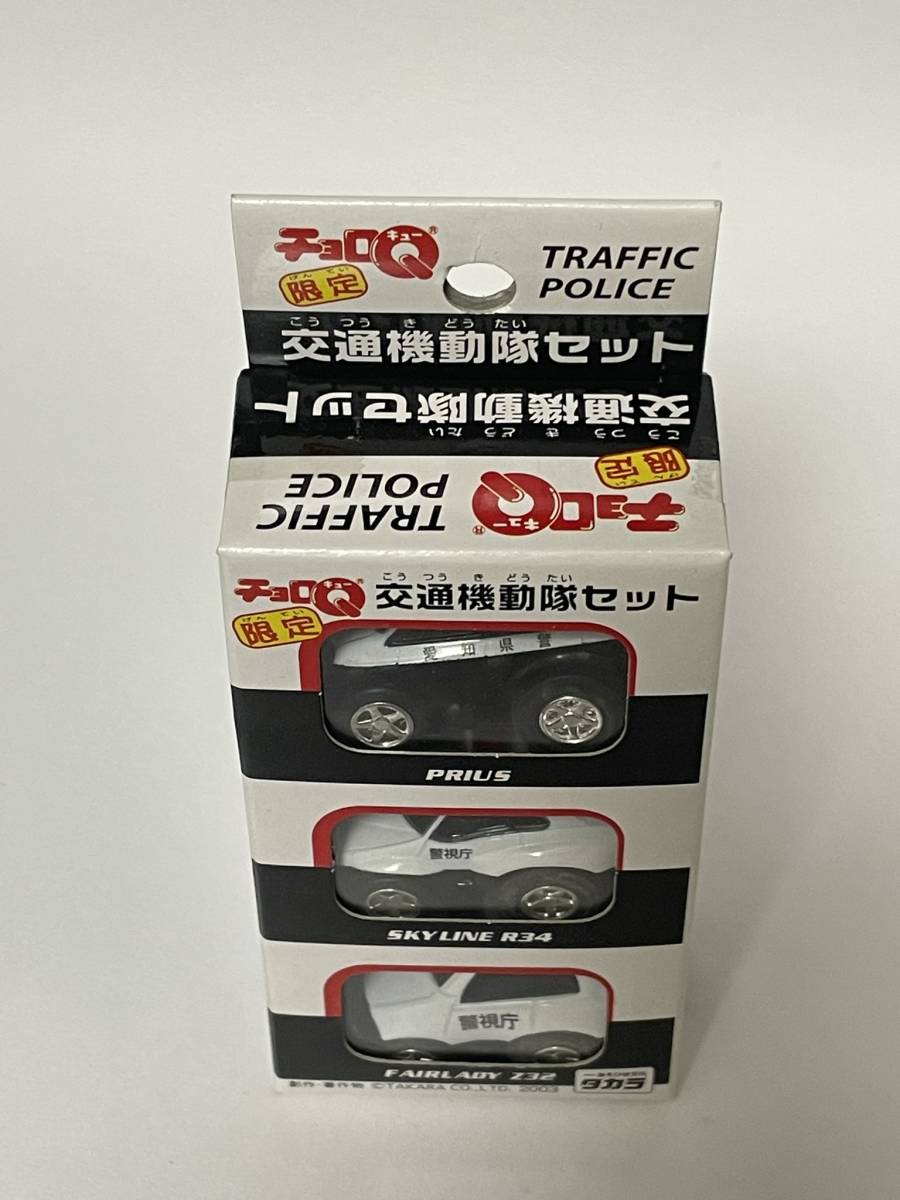 チョロQ キュー ®
げんてい
限定
TRAFFIC
POLICE
こうつうきどうたい
交通機動隊セット
交通機動隊セット
こうつうきどうたい
げんてい
限定
チョロQ キュー ®
TRAFFIC
POLICE
チョロQ キュー ®
げんてい
限定
こうつうきどうたい
交通機動隊セット
愛知県警
PRIUS
警視庁
SKYLINE R34
警視庁
FAIRLADY Z32
創作・著作物 ©TAKARA CO.,LTD. 2003
タカラ